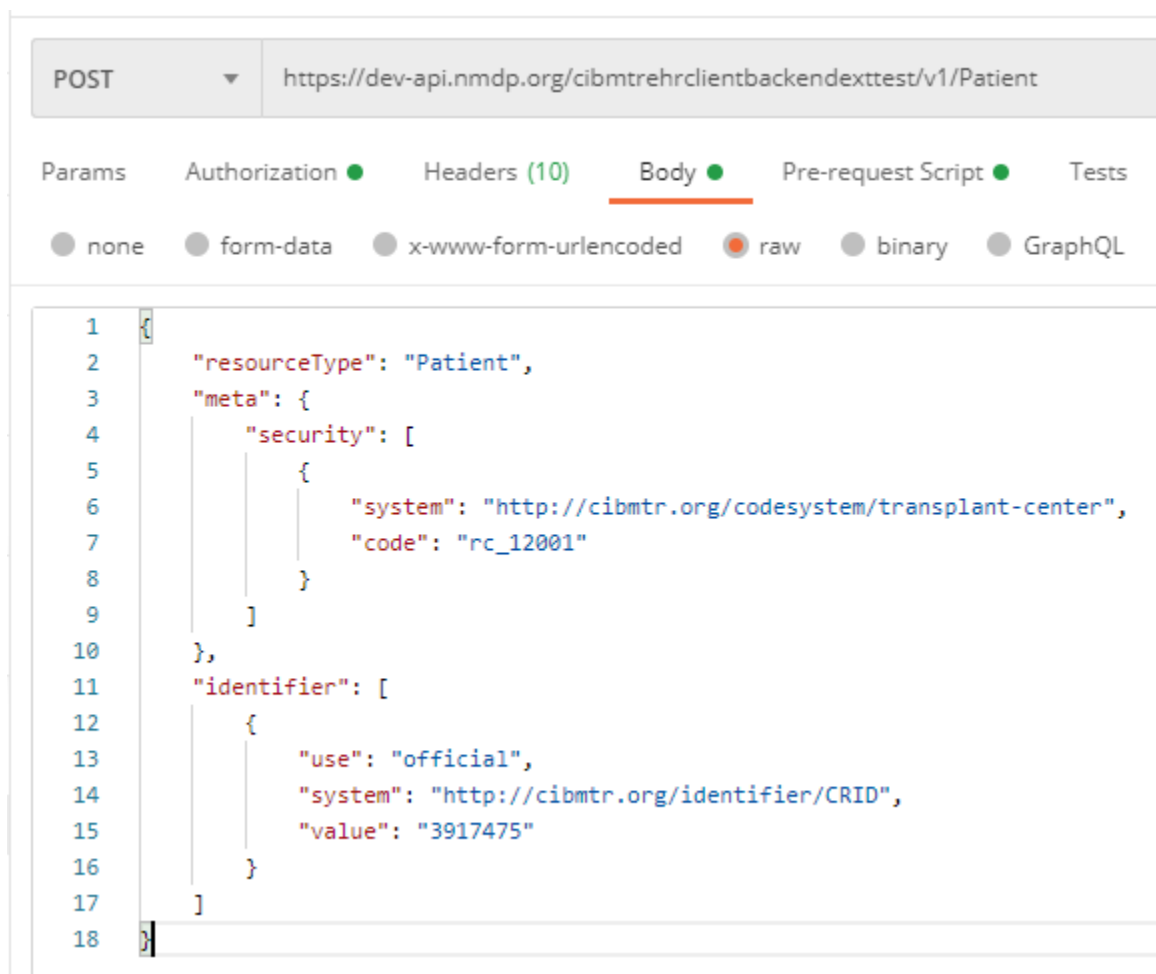 POST https://dev-api.nmdp.org/cibmtrehrclientbackendexttest/v1/Patient
Params Authorization Headers (10) Body Pre-request Script Tests
none form-data x-www-form-urlencoded raw binary GraphQL
1 {
2 "resourceType": "Patient",
3 "meta": {
4 "security": [
5 {
6 "system": "http://cibmtr.org/codesystem/transplant-center",
7 "code": "rc_12001"
8 }
9 ]
10 },
11 "identifier": [
12 {
13 "use": "official",
14 "system": "http://cibmtr.org/identifier/CRID",
15 "value": "3917475"
16 }
17 ]
18 }